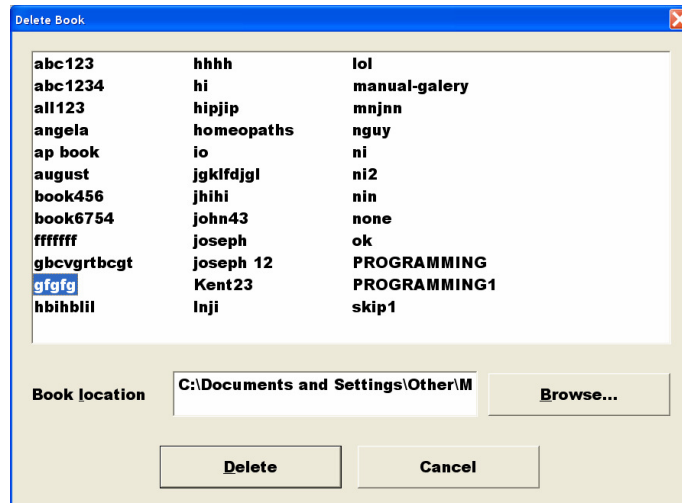 Delete Book
abc123 hhhh lol
abc1234 hi manual-galery
all123 hipjip mnjnn
angela homeopaths nguy
ap book io ni
august jgklfdjgl ni2
book456 jhihi nin
book6754 john43 none
fffffff joseph ok
gbcvgrtbcgt joseph 12 PROGRAMMING
gfgfg Kent23 PROGRAMMING1
hbihblil lnji skip1
Book location C:\Documents and Settings\Other\M Browse...
Delete Cancel